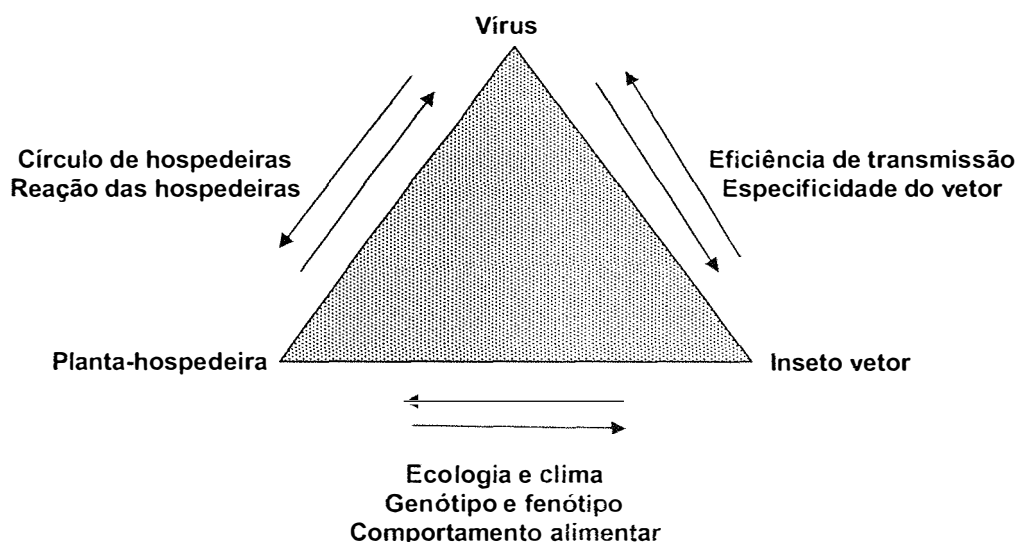 Vírus
Círculo de hospedeiras
Reação das hospedeiras
Eficiência de transmissão
Especificidade do vetor
Planta-hospedeira
Inseto vetor
Ecologia e clima
Genótipo e fenótipo
Comportamento alimentar